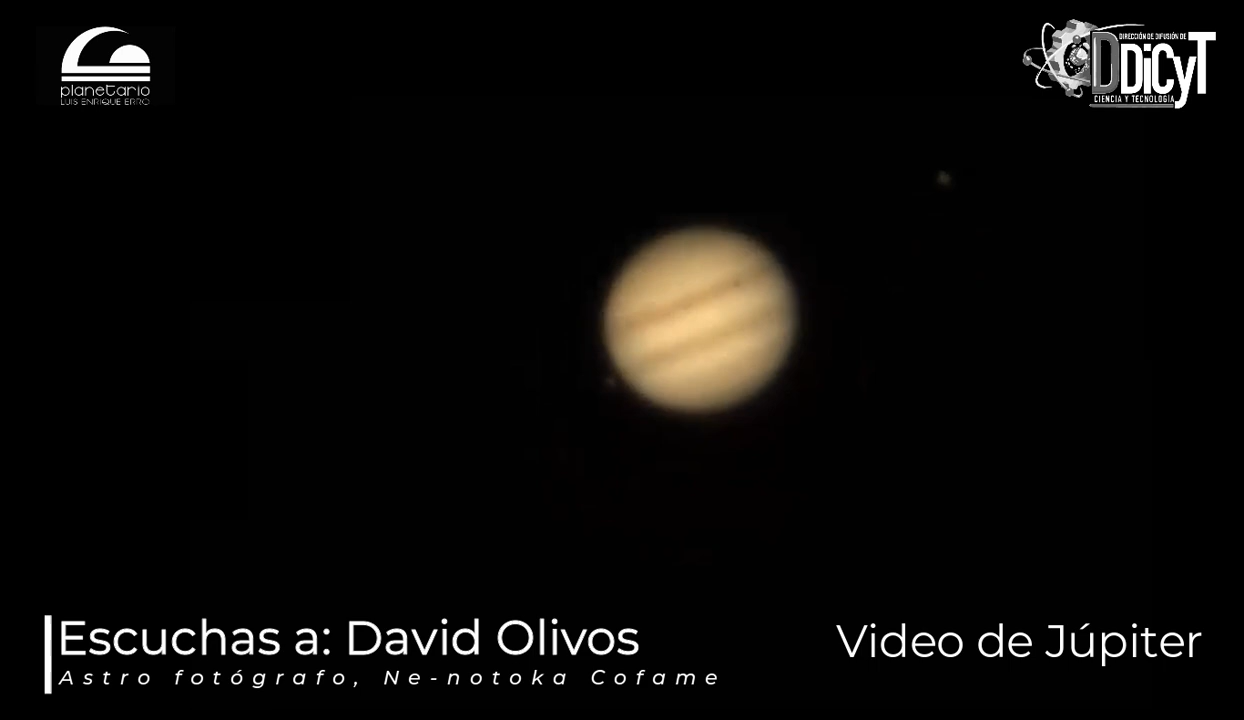 planetario
LUIS ENRIQUE ERRO
DIRECCIÓN DE DIFUSIÓN DE
DDiCyT
CIENCIA Y TECNOLOGÍA
Escuchas a: David Olivos
Astro fotógrafo, Ne-notoka Cofame
Video de Júpiter